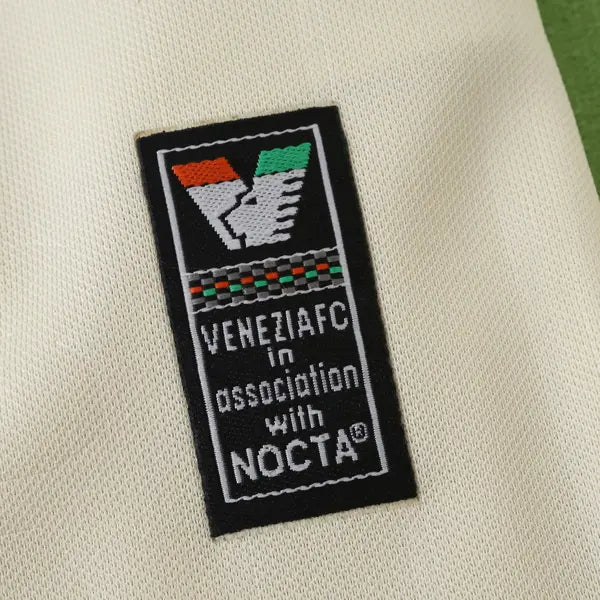 VENEZIAFC
in
association
with
NOCTA®